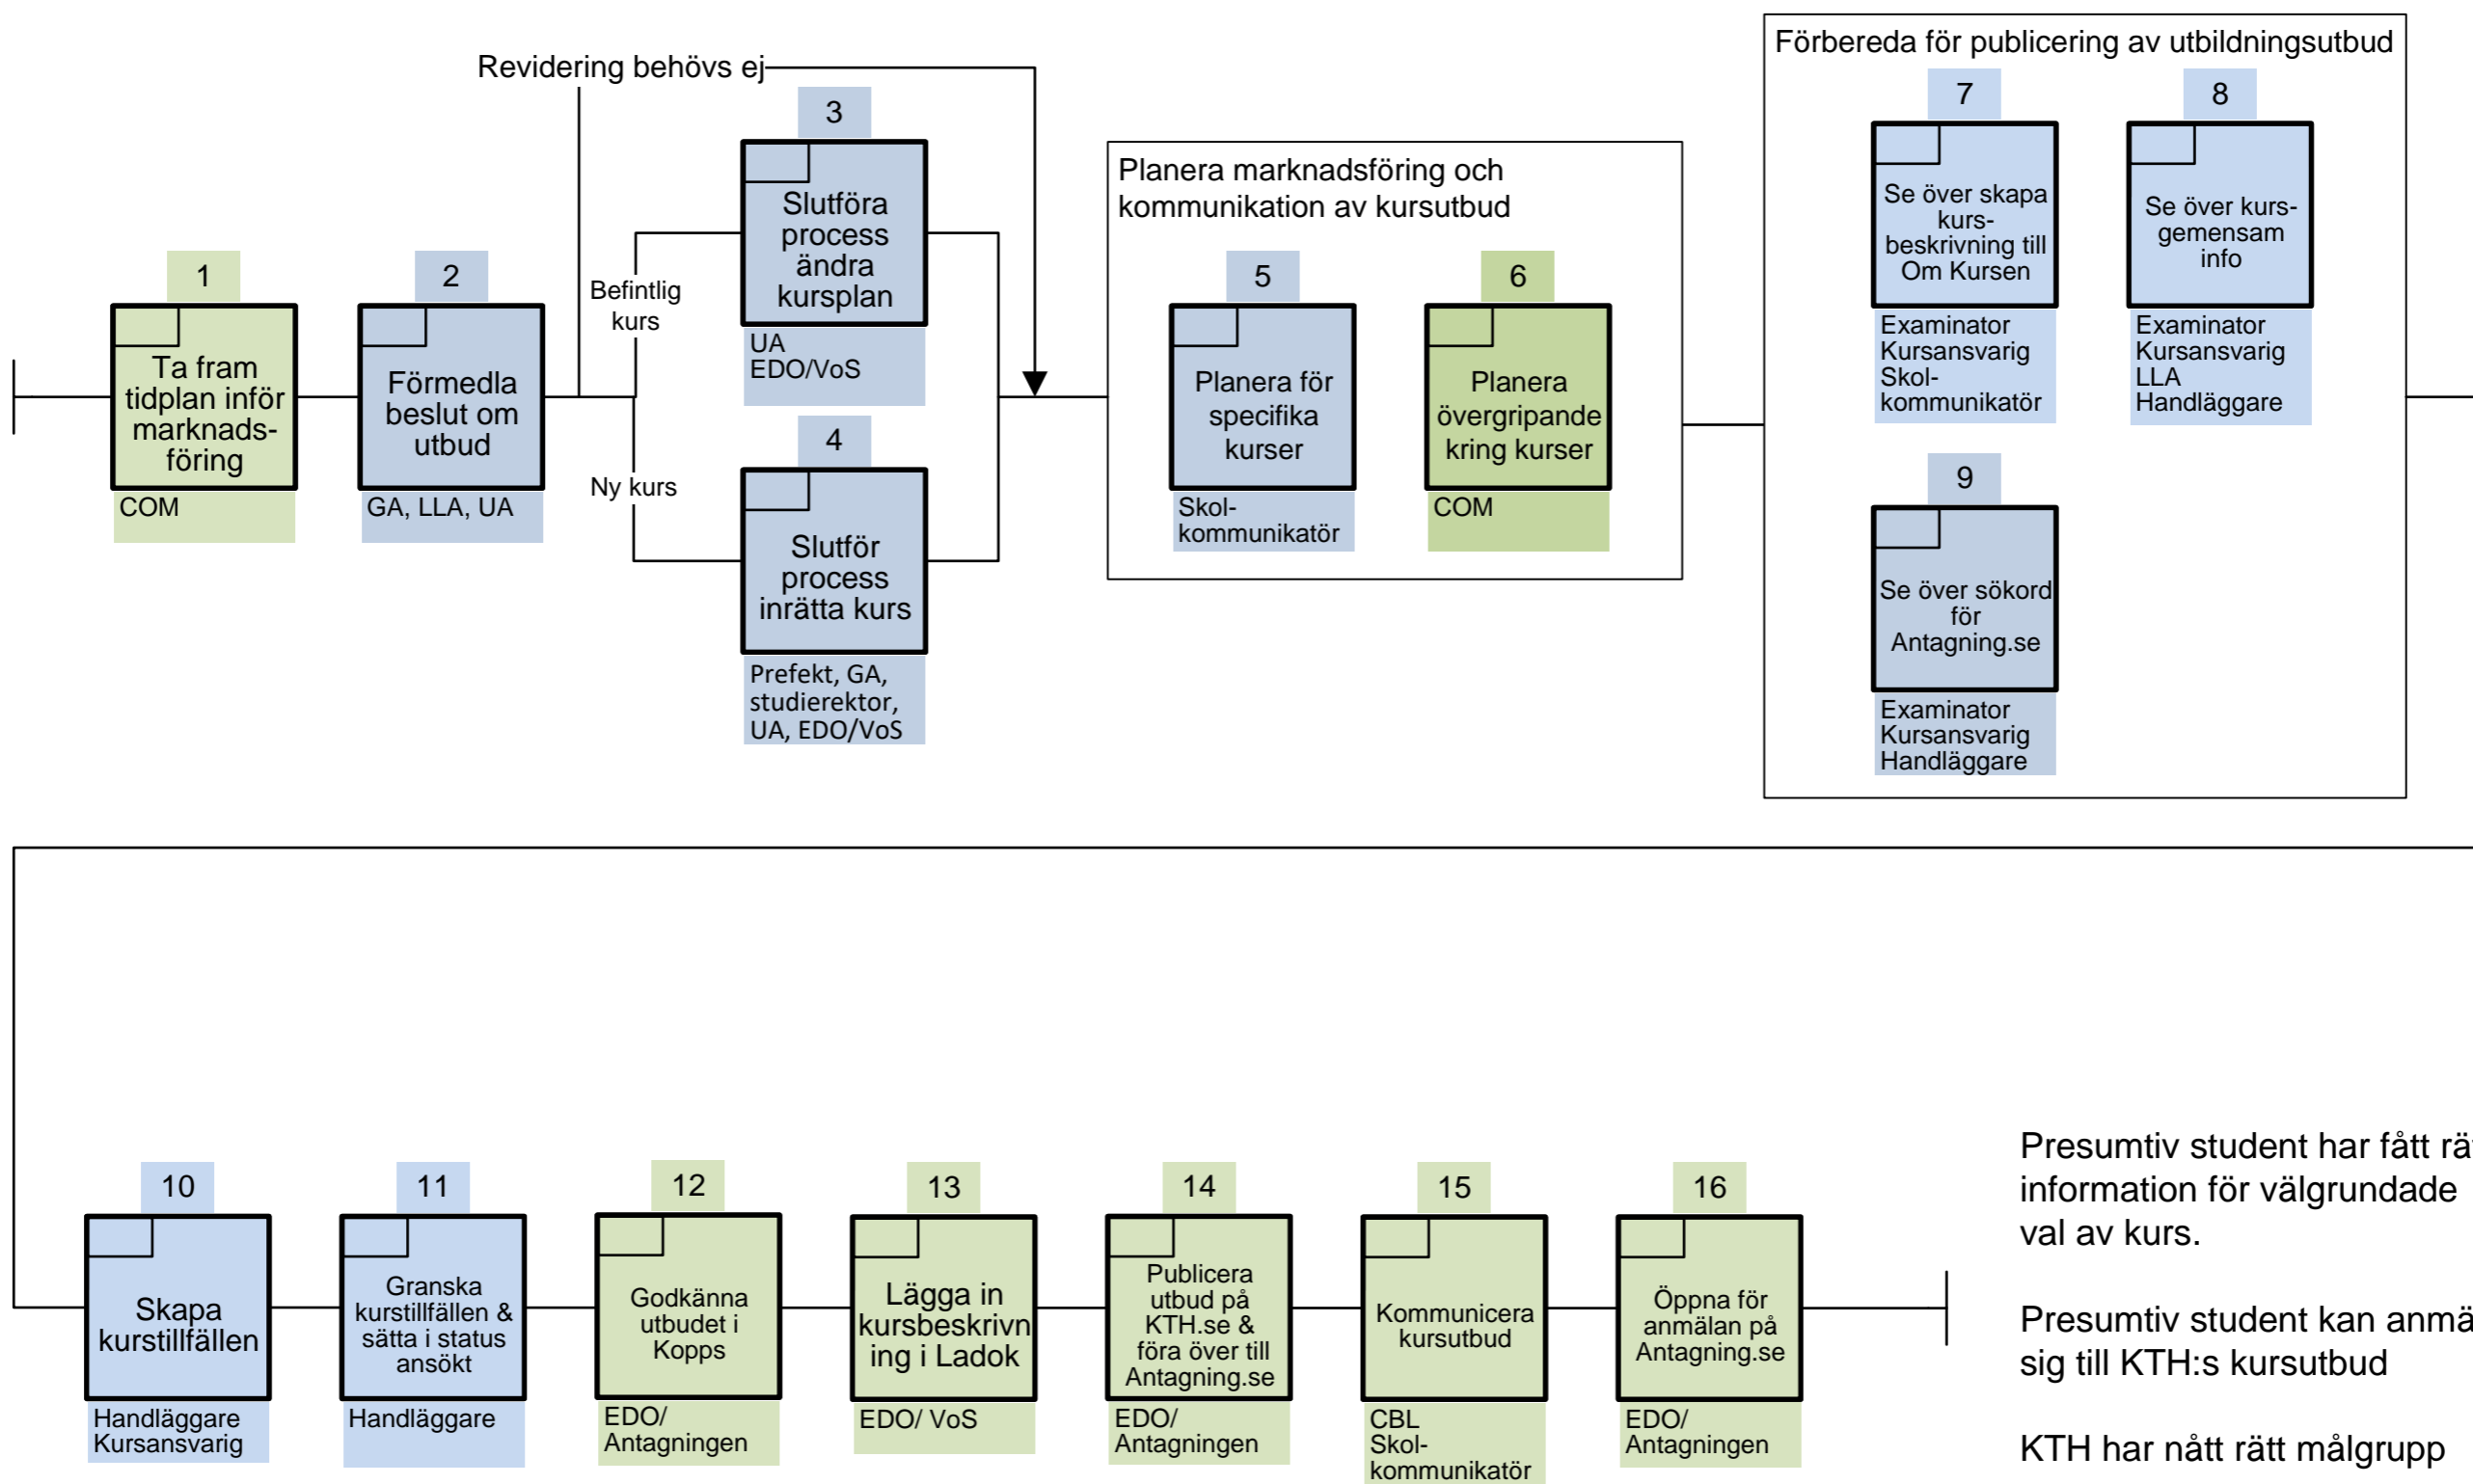 Revidering behövs ej
1
Ta fram
tidplan inför
marknads-
föring
COM
2
Förmedla
beslut om
utbud
GA, LLA, UA
Befintlig
kurs
Ny kurs
3
Slutföra
process
ändra
kursplan
UA
EDO/VoS
4
Slutför
process
inrätta kurs
Prefekt, GA,
studierektor,
UA, EDO/VoS
Planera marknadsföring och
kommunikation av kursutbud
5
Planera för
specifika
kurser
Skol-
kommunikatör
6
Planera
övergripande
kring kurser
COM
Förbereda för publicering av utbildningsutbud
7
Se över skapa
kurs-
beskrivning till
Om Kursen
Examinator
Kursansvarig
Skol-
kommunikatör
8
Se över kurs-
gemensam
info
Examinator
Kursansvarig
LLA
Handläggare
9
Se över sökord
för
Antagning.se
Examinator
Kursansvarig
Handläggare
10
Skapa
kurstillfällen
Handläggare
Kursansvarig
11
Granska
kurstillfällen &
sätta i status
ansökt
Handläggare
12
Godkänna
utbudet i
Kopps
EDO/
Antagningen
13
Lägga in
kursbeskrivn
ing i Ladok
EDO/ VoS
14
Publicera
utbud på
KTH.se &
föra över till
Antagning.se
EDO/
Antagningen
15
Kommunicera
kursutbud
CBL
Skol-
kommunikatör
16
Öppna för
anmälan på
Antagning.se
EDO/
Antagningen
Presumtiv student har fått
information för välgrundade
val av kurs.
Presumtiv student kan
sig till KTH:s kursutbud
KTH har nått rätt målgrupp